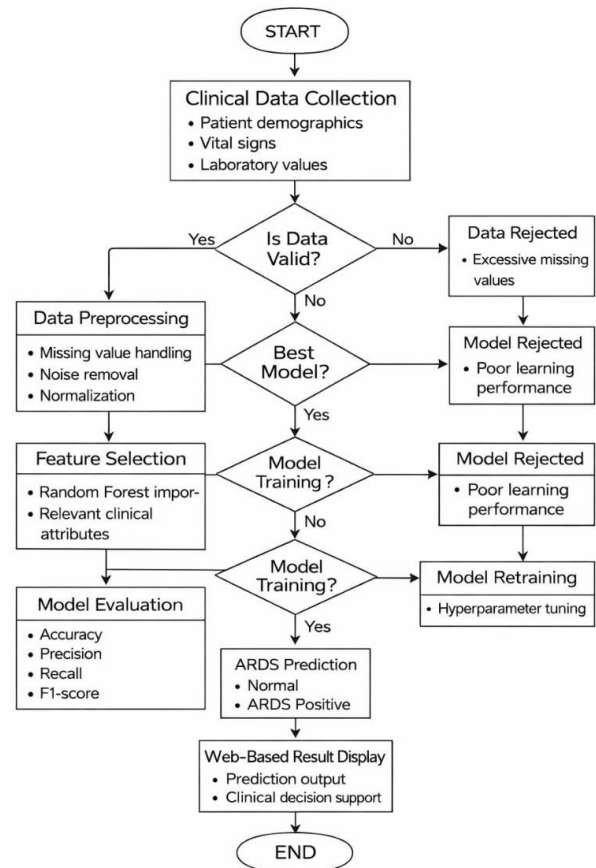 START
Clinical Data Collection
• Patient demographics
• Vital signs
• Laboratory values
Is Data
Valid?
Yes
No
No
Data Rejected
• Excessive missing
values
Data Preprocessing
• Missing value handling
• Noise removal
• Normalization
Best
Model?
Yes
Model Rejected
• Poor learning
performance
Feature Selection
• Random Forest impor-
• Relevant clinical
attributes
Model
Training ?
No
Model Rejected
• Poor learning
performance
Model
Training?
Yes
Model Retraining
• Hyperparameter tuning
Model Evaluation
• Accuracy
• Precision
• Recall
• F1-score
ARDS Prediction
• Normal
• ARDS Positive
Web-Based Result Display
• Prediction output
• Clinical decision support
END